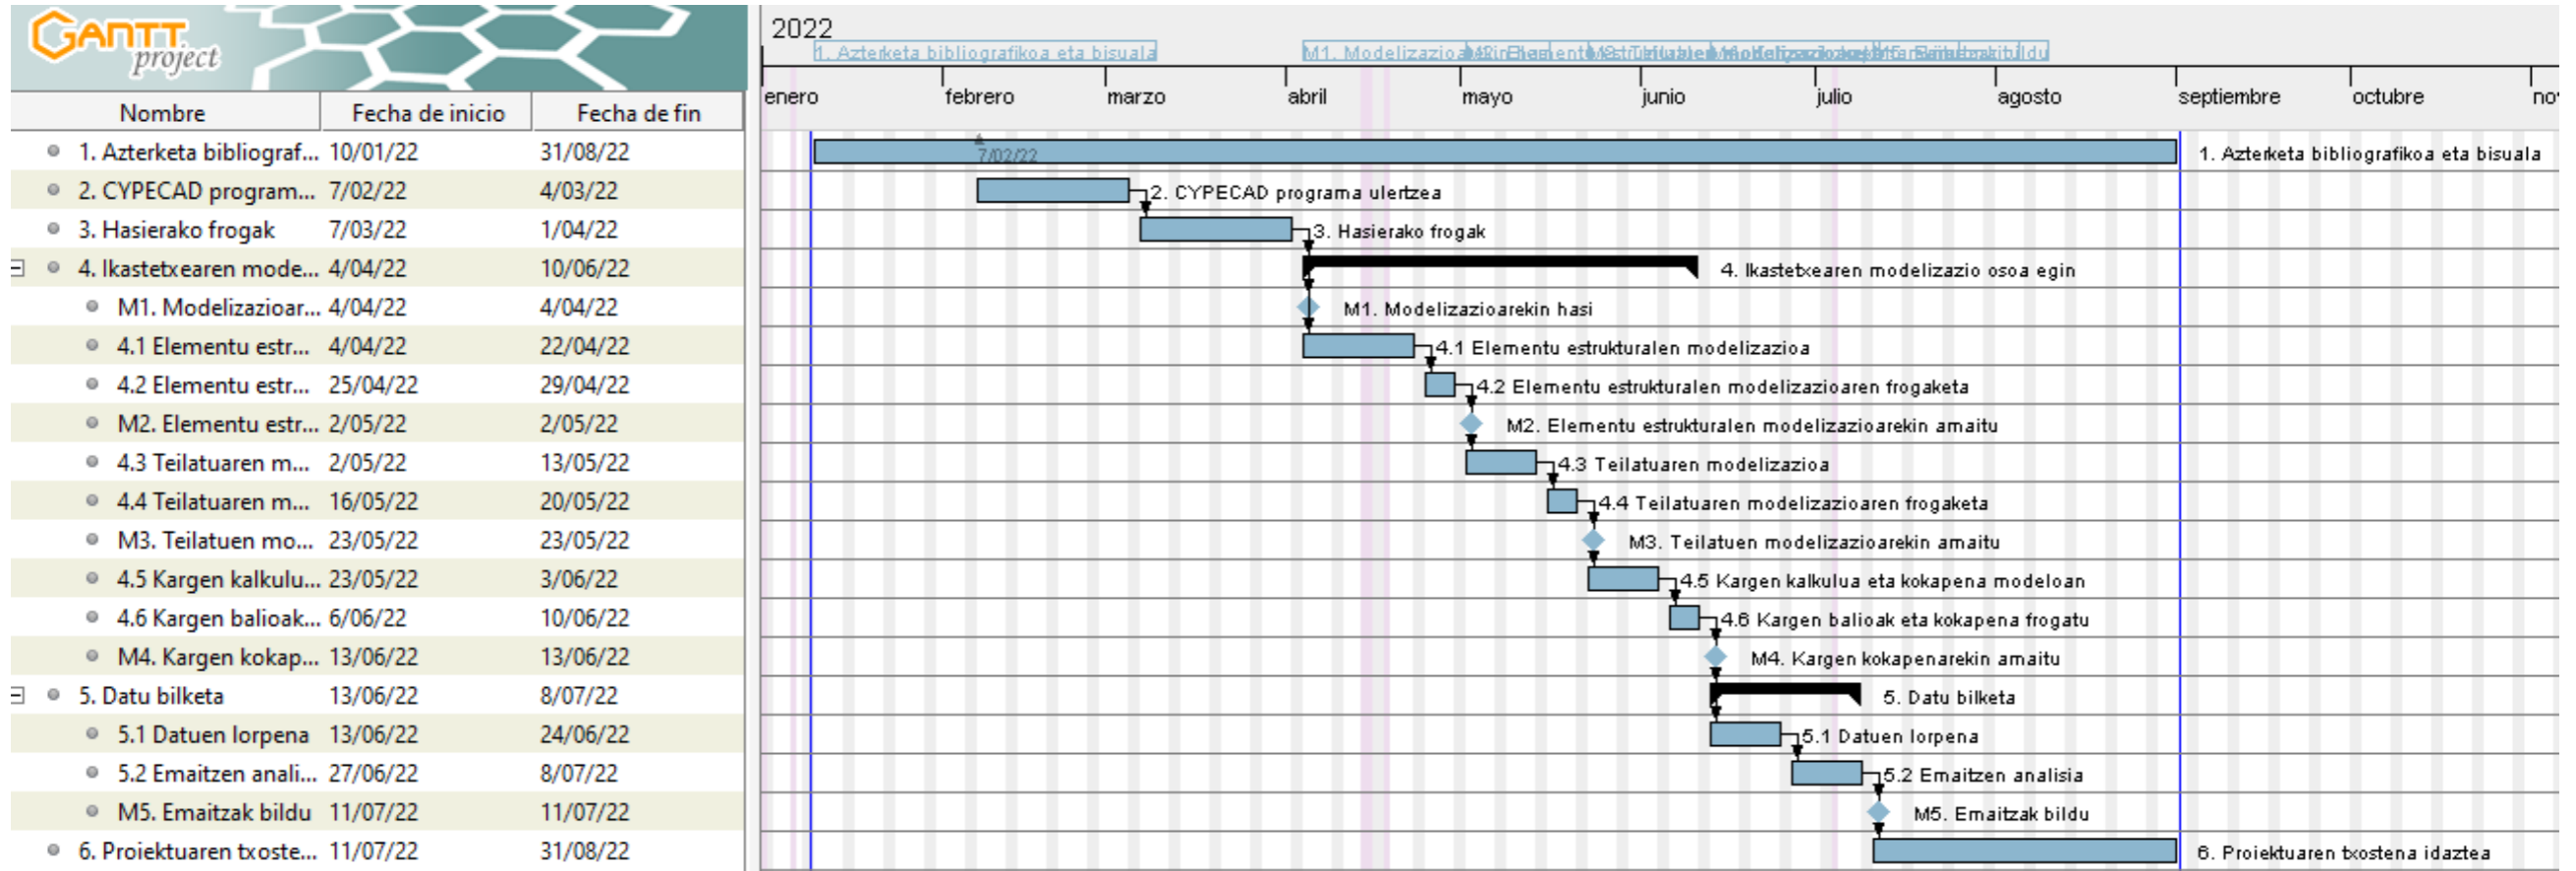 GANTT
project
2022
1. Azterketa bibliografikoa eta bisuala
enero febrero marzo abril mayo junio julio agosto septiembre octubre
Nombre Fecha de inicio Fecha de fin
1. Azterketa bibliograf... 10/01/22 31/08/22 7/02/22 1. Azterketa bibliografikoa eta bisuala
2. CYPECAD program... 7/02/22 4/03/22 2. CYPECAD programa ulertzea
3. Hasierako frogak 7/03/22 1/04/22 3. Hasierako frogak
4. Ikastetxearen mode... 4/04/22 10/06/22 4. Ikastetxearen modelizazio osoa egin
M1. Modelizazioar... 4/04/22 4/04/22 M1. Modelizazioarekin hasi
4.1 Elementu estr... 4/04/22 22/04/22 4.1 Elementu estrukturalen modelizazioa
4.2 Elementu estr... 25/04/22 29/04/22 4.2 Elementu estrukturalen modelizazioaren frogaketa
M2. Elementu estr... 2/05/22 2/05/22 M2. Elementu estrukturalen modelizazioarekin amaitu
4.3 Teilatuaren m... 2/05/22 13/05/22 4.3 Teilatuaren modelizazioa
4.4 Teilatuaren m... 16/05/22 20/05/22 4.4 Teilatuaren modelizazioaren frogaketa
M3. Teilatuen mo... 23/05/22 23/05/22 M3. Teilatuen modelizazioarekin amaitu
4.5 Kargen kalkulu... 23/05/22 3/06/22 4.5 Kargen kalkulua eta kokapena modeloan
4.6 Kargen balioak... 6/06/22 10/06/22 4.6 Kargen balioak eta kokapena frogatu
M4. Kargen kokap... 13/06/22 13/06/22 M4. Kargen kokapenarekin amaitu
5. Datu bilketa 13/06/22 8/07/22 5. Datu bilketa
5.1 Datuen lorpena 13/06/22 24/06/22 5.1 Datuen lorpena
5.2 Emaitzen anali... 27/06/22 8/07/22 5.2 Emaitzen analisia
M5. Emaitzak bildu 11/07/22 11/07/22 M5. Emaitzak bildu
6. Proiektuaren txoste... 11/07/22 31/08/22 6. Proiektuaren txostena idaztea